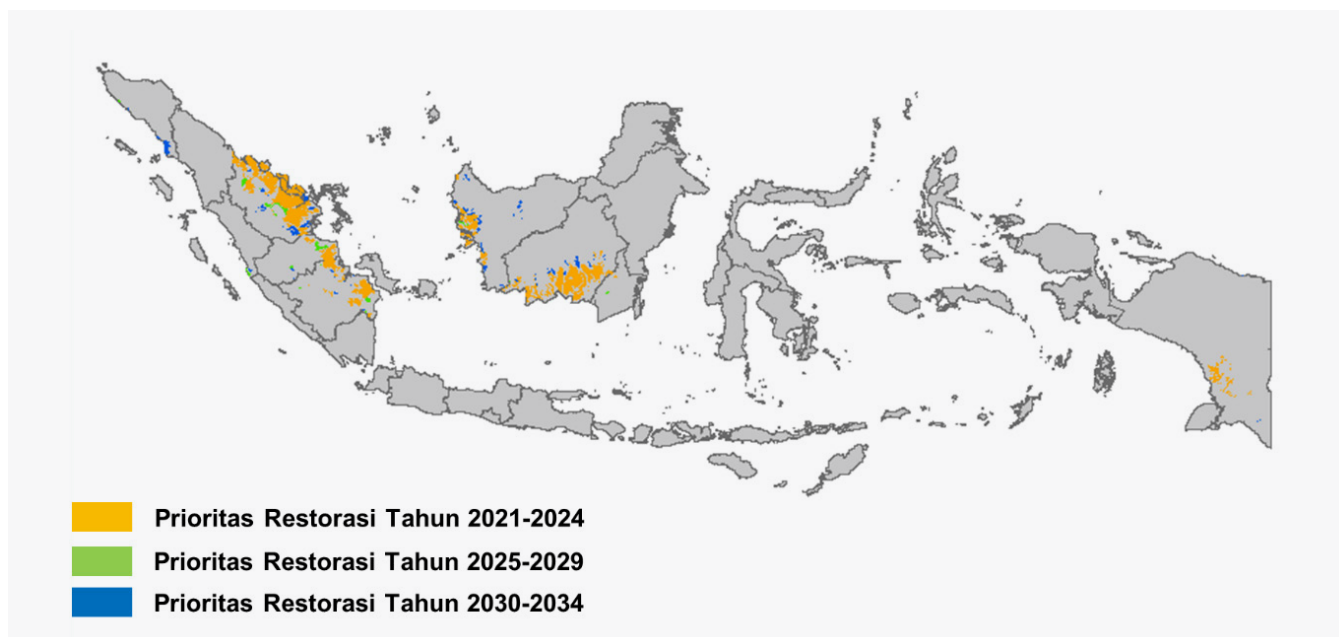 Prioritas Restorasi Tahun 2021-2024
Prioritas Restorasi Tahun 2025-2029
Prioritas Restorasi Tahun 2030-2034